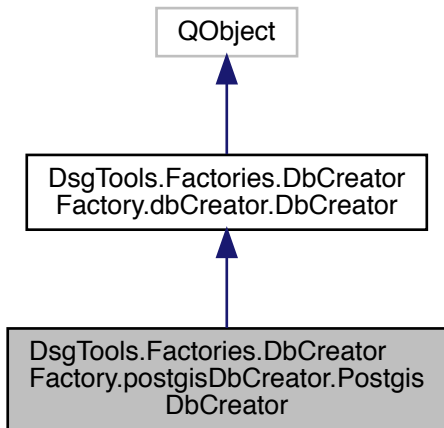 QObject
DsgTools.Factories.DbCreator
Factory.dbCreator.DbCreator
DsgTools.Factories.DbCreator
Factory.postgisDbCreator.Postgis
DbCreator